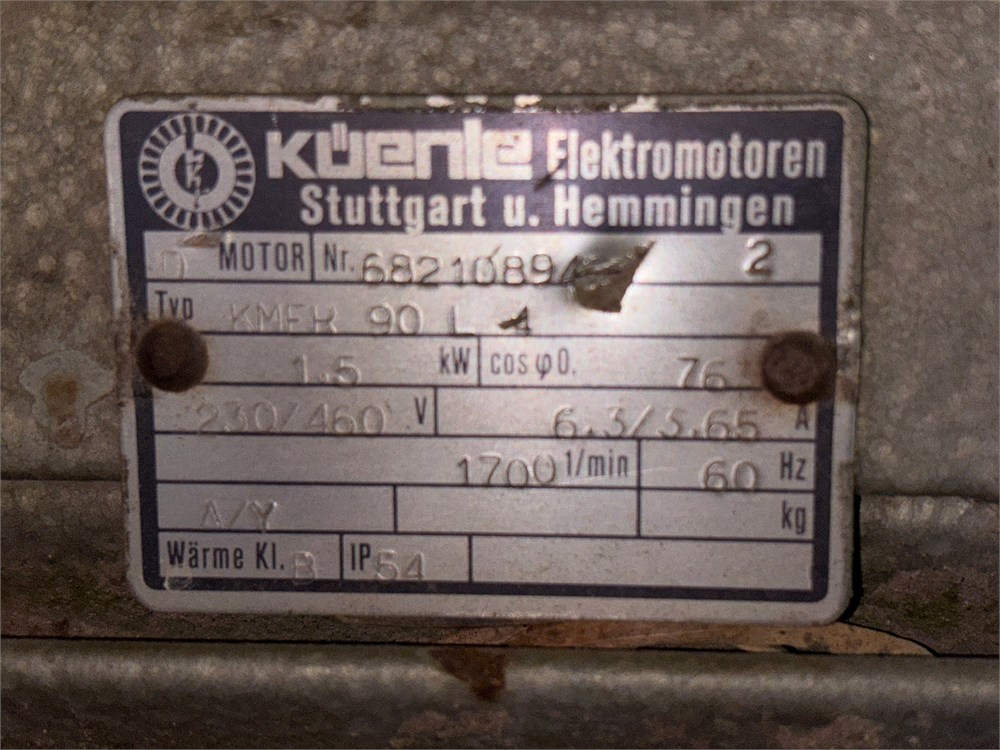 KÜENLE Elektromotoren
Stuttgart u. Hemmingen
D MOTOR Nr. 6821089 2
Typ KMER 90 L 4
1.5 kW cos φ 0. 76
230/460 V 6.3/3.65 A
1700 1/min 60 Hz
Δ/Y kg
Wärme Kl. B IP 54